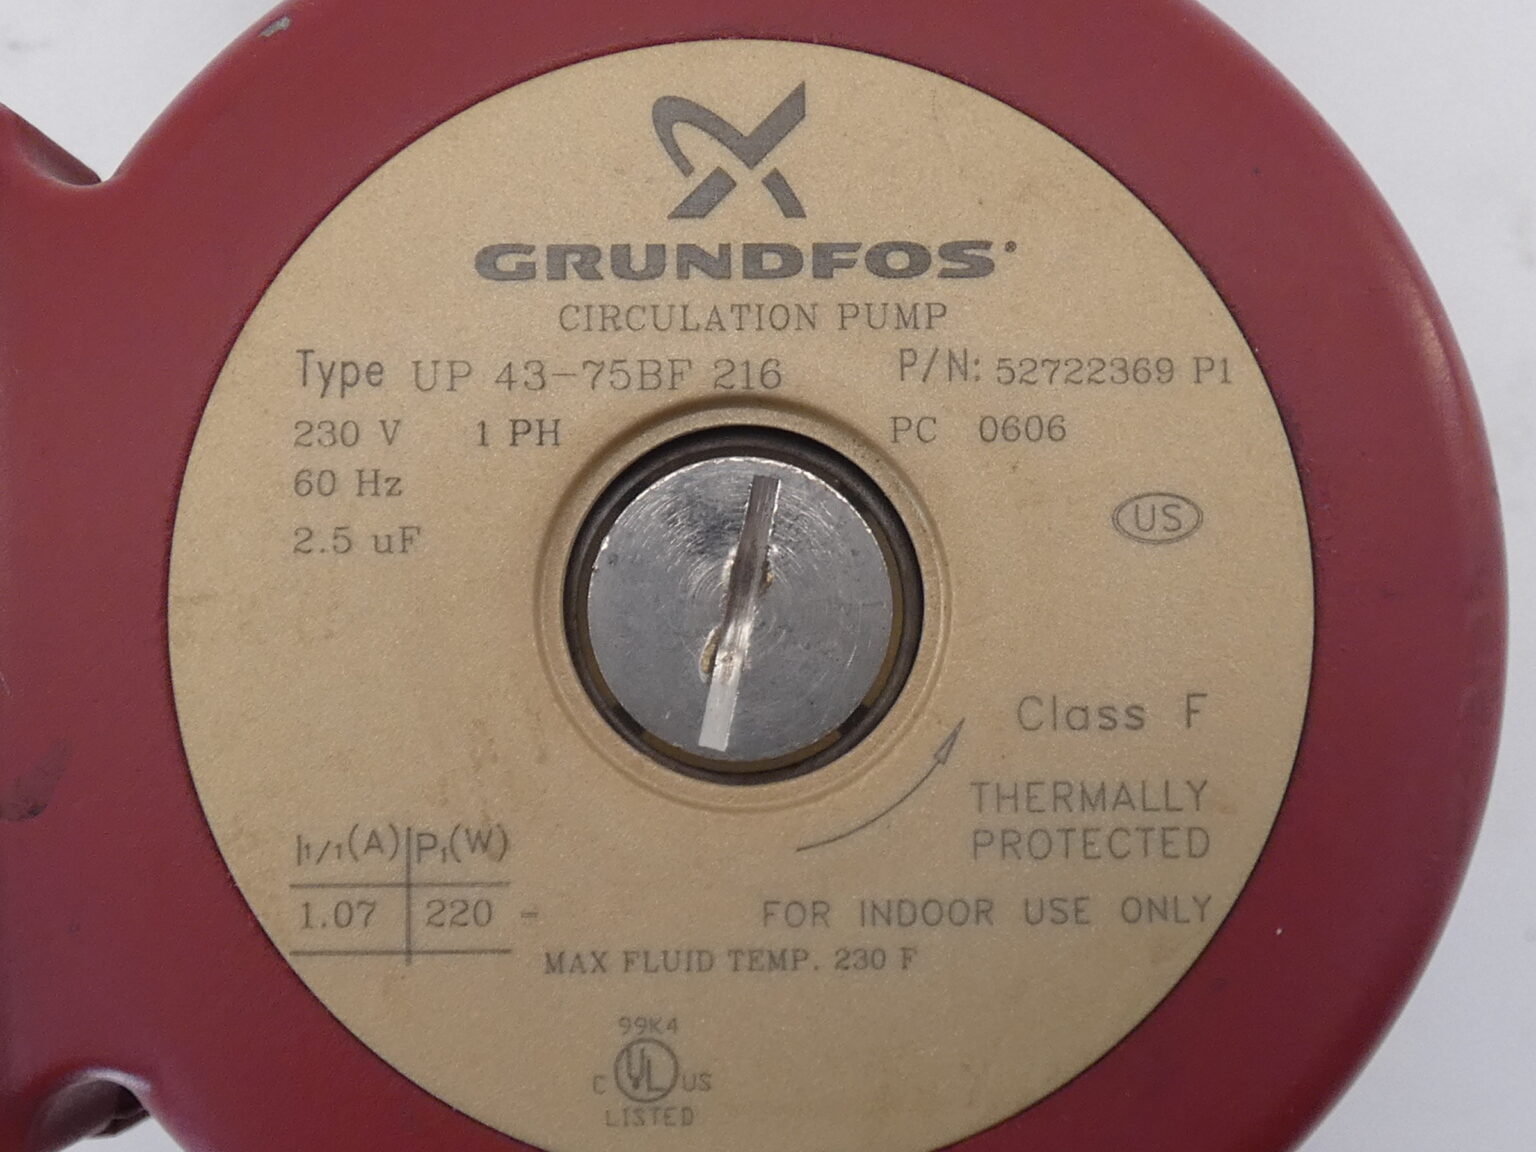 GRUNDFOS®
CIRCULATION PUMP
Type UP 43-75BF 216 P/N: 52722369 P1
230 V 1 PH PC 0606
60 Hz
2.5 uF
US
Class F
THERMALLY
PROTECTED
I1/1(A) P1(W)
1.07 220 -
FOR INDOOR USE ONLY
MAX FLUID TEMP. 230 F
99K4
C UL US
LISTED